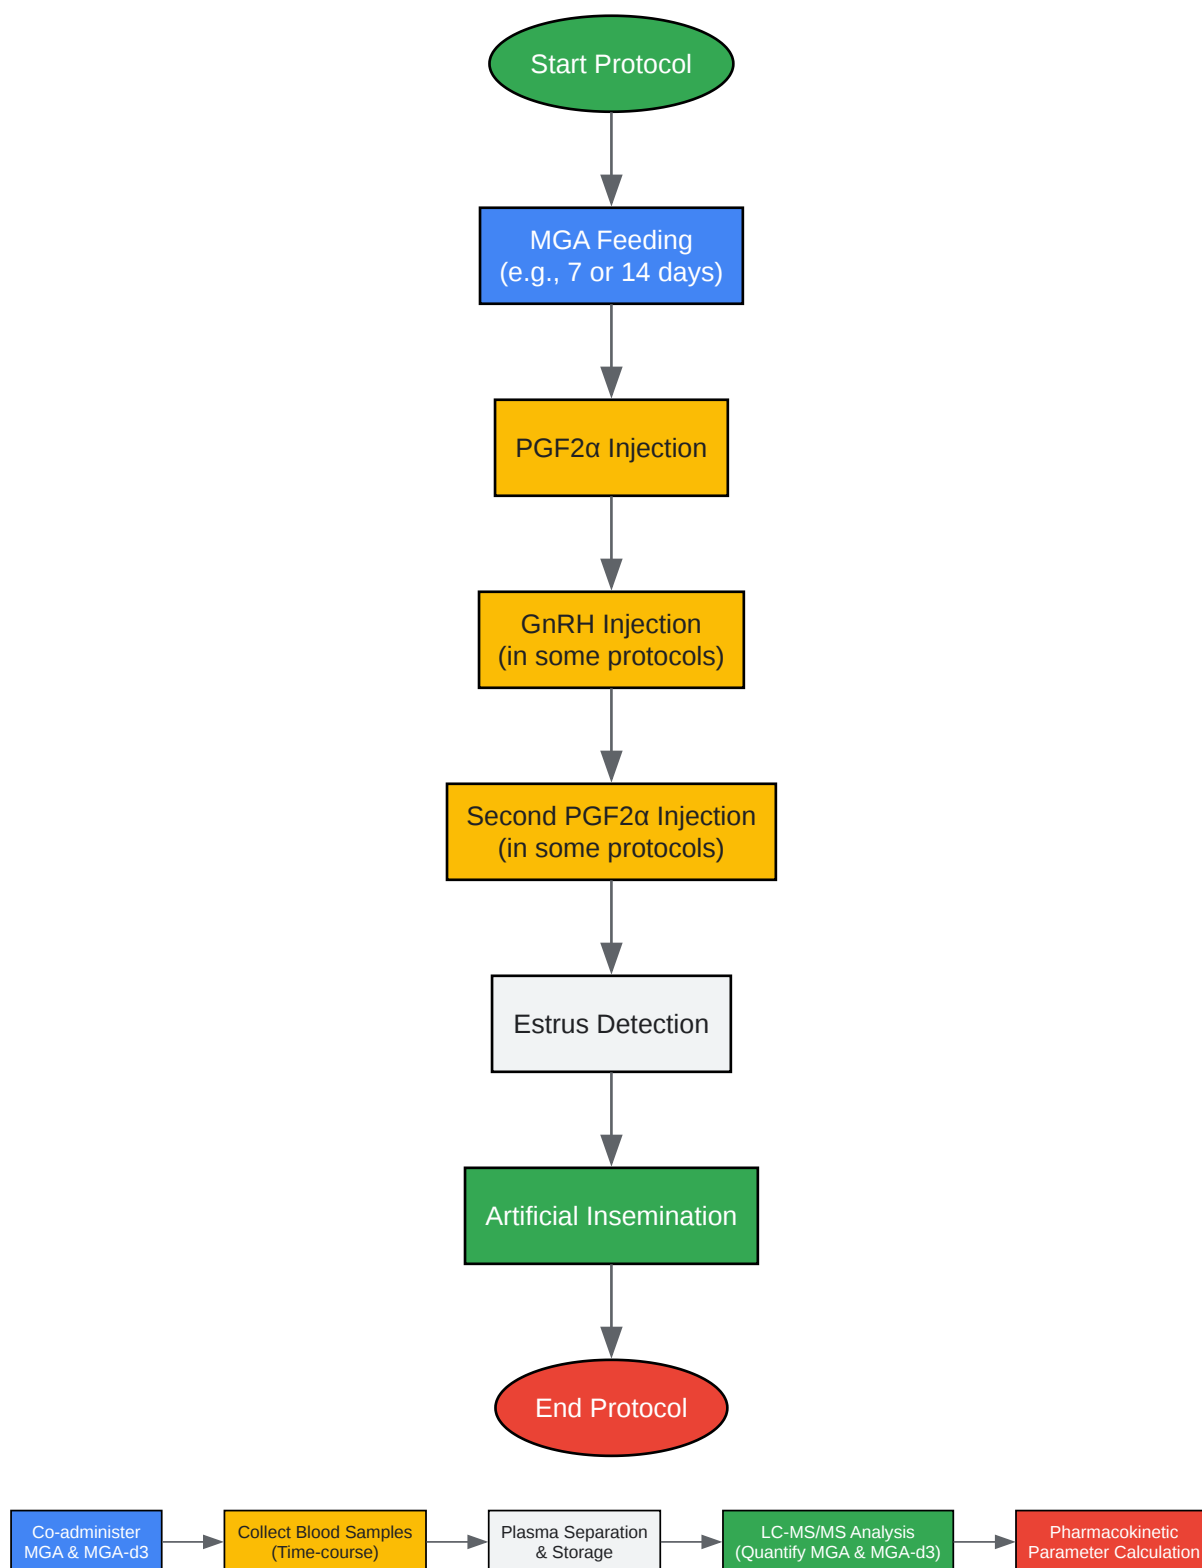 Start Protocol
MGA Feeding
(e.g., 7 or 14 days)
PGF2α Injection
GnRH Injection
(in some protocols)
Second PGF2α Injection
(in some protocols)
Estrus Detection
Artificial Insemination
End Protocol
Co-administer
MGA & MGA-d3
Collect Blood Samples
(Time-course)
Plasma Separation
& Storage
LC-MS/MS Analysis
(Quantify MGA & MGA-d3)
Pharmacokinetic
Parameter Calculation